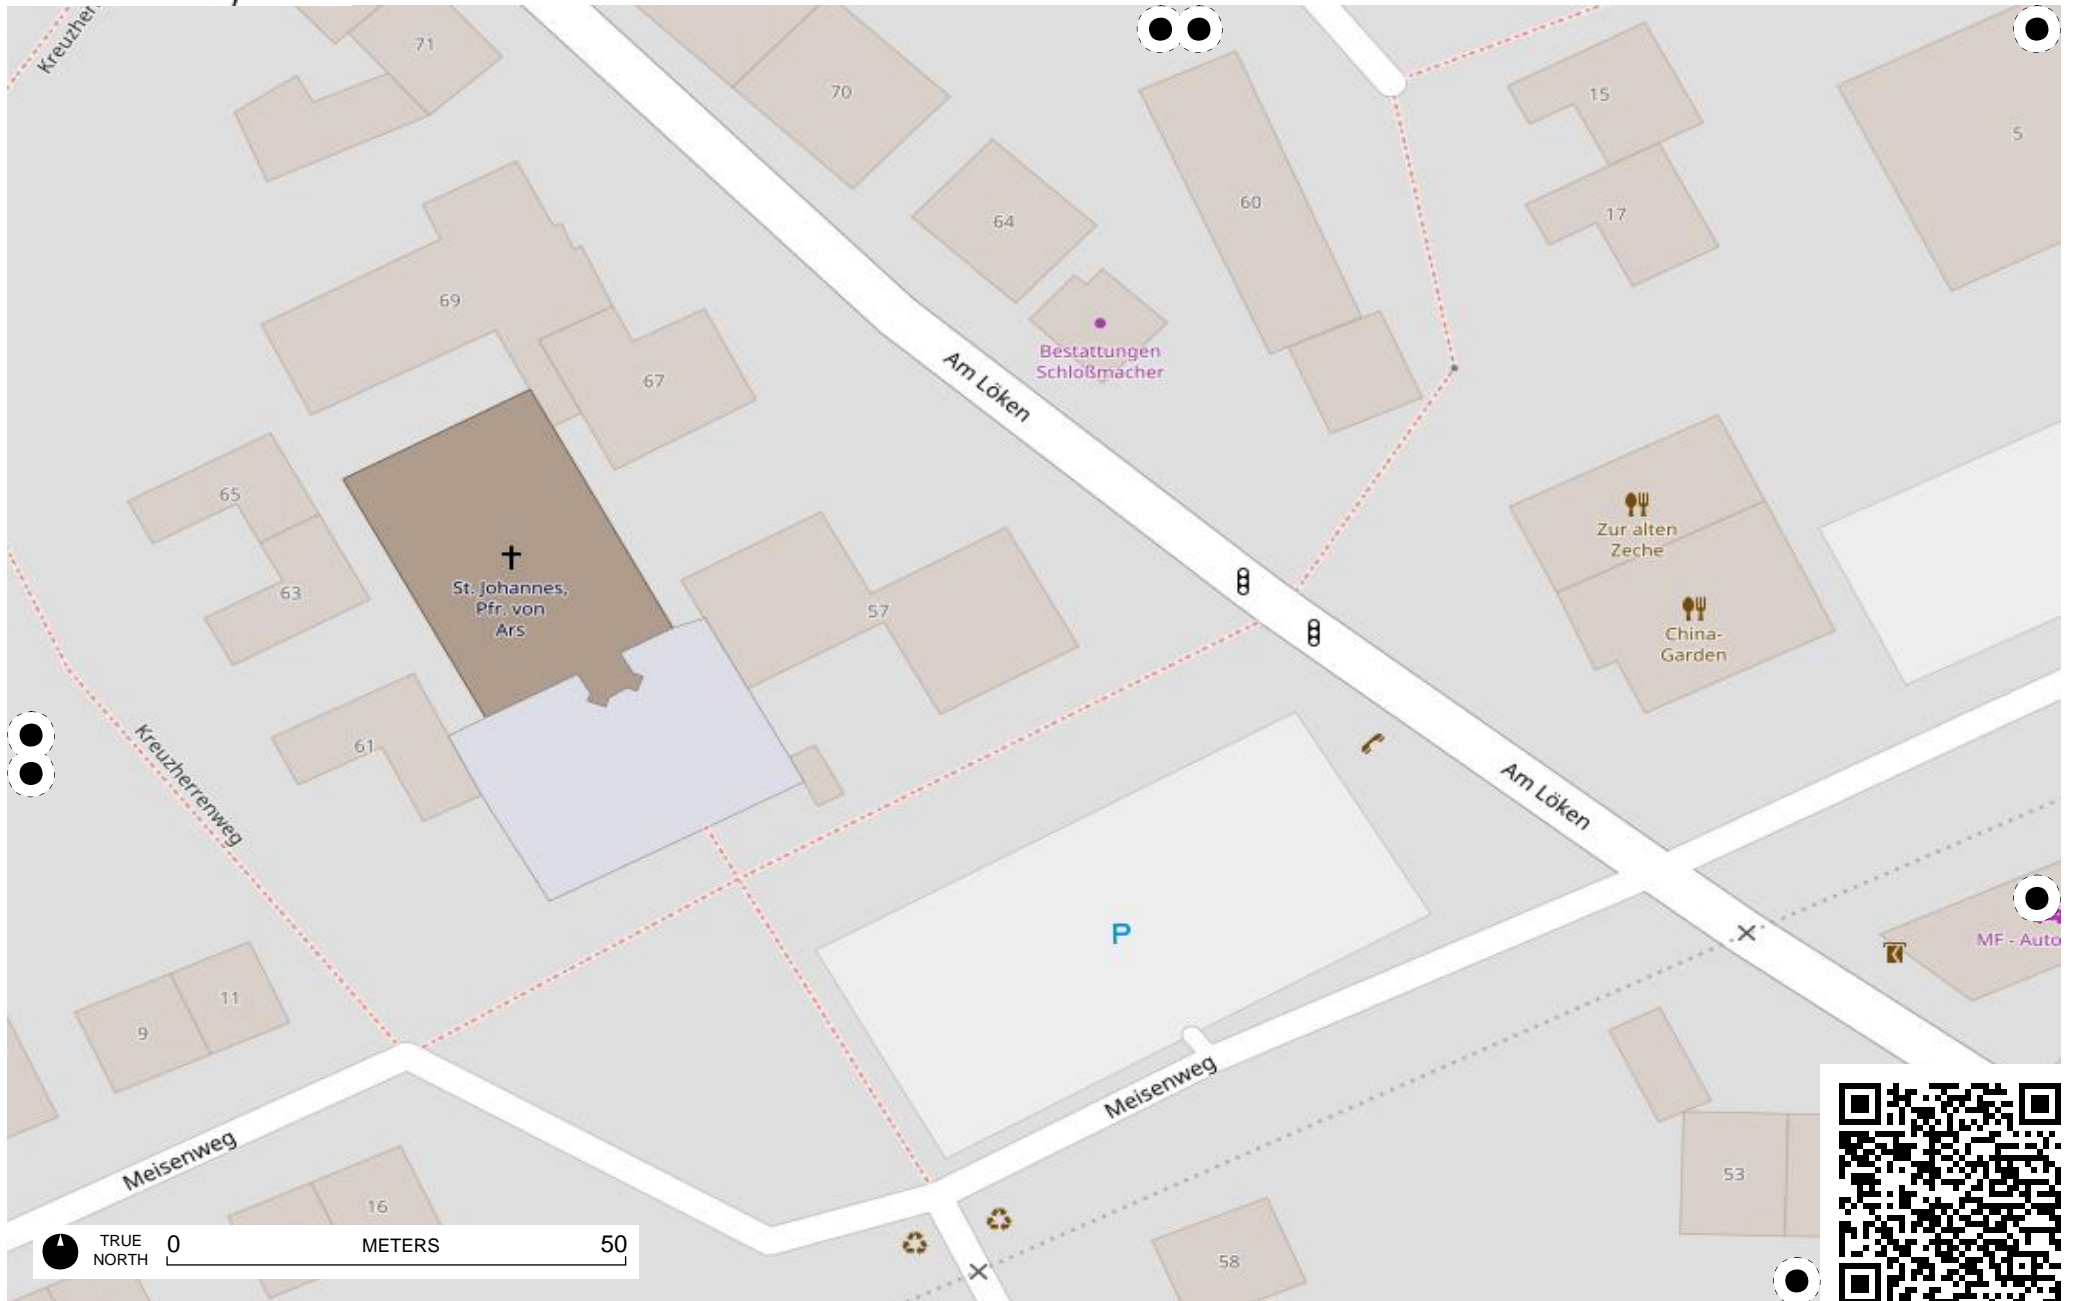 71
70
15
5
60
17
64
69
Bestattungen
Schloßmacher
67
Am Löken
65
Zur alten
Zeche
St. Johannes,
Pfr. von
Ars
63
57
China-
Garden
61
Kreuzherrenweg
Am Löken
P
MF - Auto
11
9
Meisenweg
Meisenweg
53
16
58
TRUE
NORTH
0 METERS 50